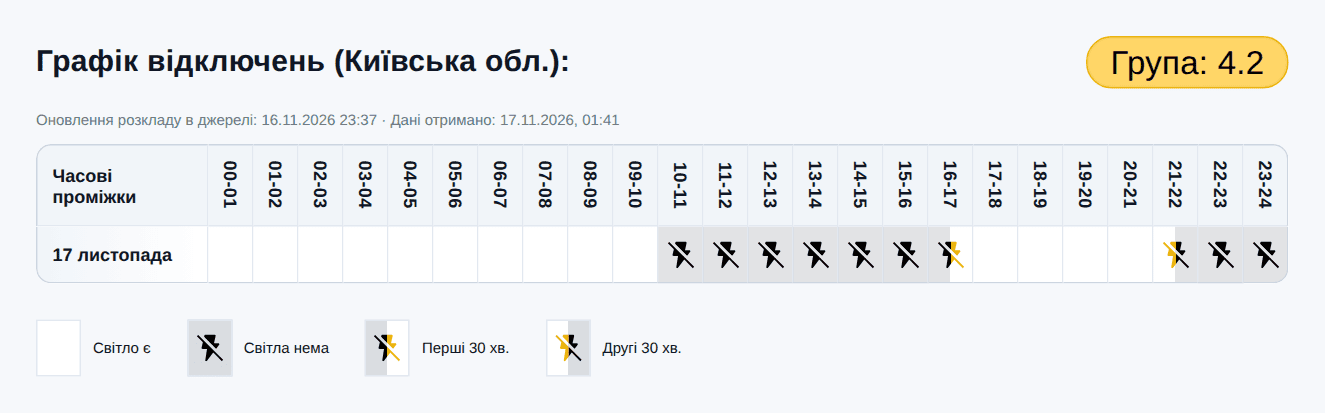 Графік відключень (Київська обл.):
Група: 4.2
Оновлення розкладу в джерелі: 16.11.2026 23:37 · Дані отримано: 17.11.2026, 01:41
Часові
проміжки
00-01
01-02
02-03
03-04
04-05
05-06
06-07
07-08
08-09
09-10
10-11
11-12
12-13
13-14
14-15
15-16
16-17
17-18
18-19
19-20
20-21
21-22
22-23
23-24
17 листопада
Світло є
Світла нема
Перші 30 хв.
Другі 30 хв.